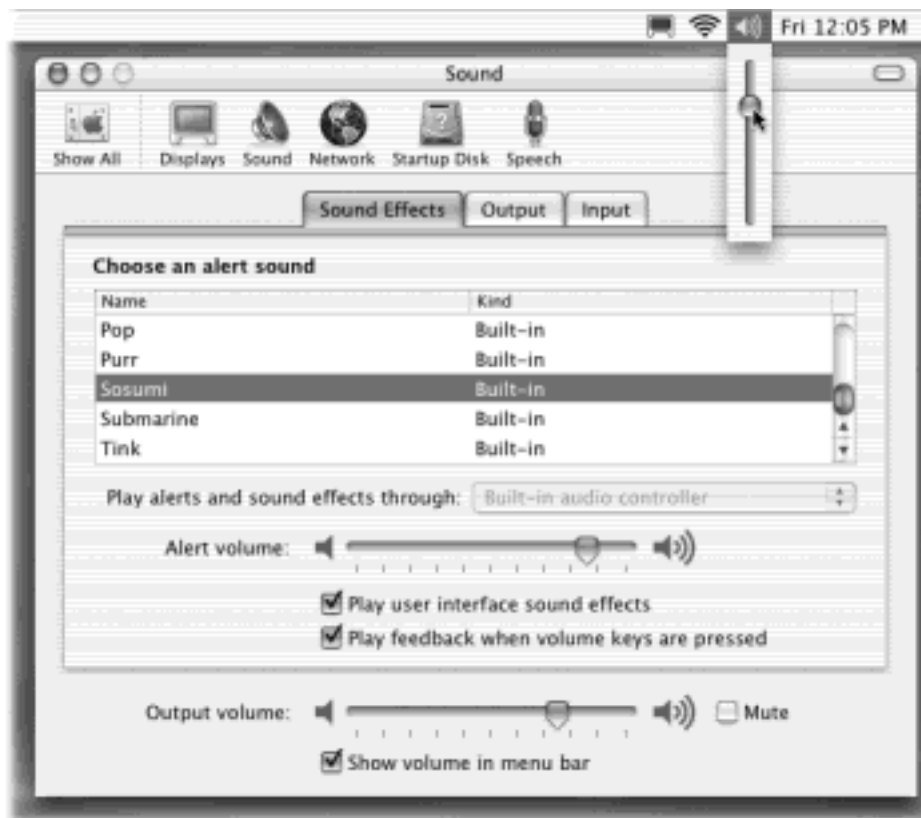 Fri 12:05 PM
Sound
Show All Displays Sound Network Startup Disk Speech
Sound Effects Output Input
Choose an alert sound
Name Kind
Pop Built-in
Purr Built-in
Sosumi Built-in
Submarine Built-in
Tink Built-in
Play alerts and sound effects through: Built-in audio controller
Alert volume:
Play user interface sound effects
Play feedback when volume keys are pressed
Output volume: Mute
Show volume in menu bar